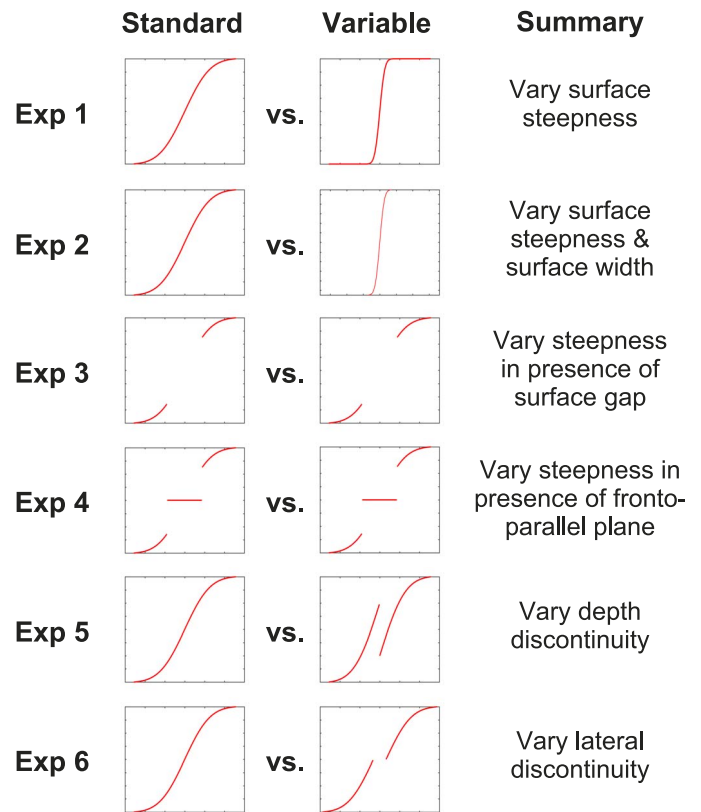 Standard Variable Summary
Exp 1 vs. Vary surface
steepness
Exp 2 vs. Vary surface
steepness &
surface width
Exp 3 vs. Vary steepness
in presence of
surface gap
Exp 4 vs. Vary steepness in
presence of fronto-
parallel plane
Exp 5 vs. Vary depth
discontinuity
Exp 6 vs. Vary lateral
discontinuity